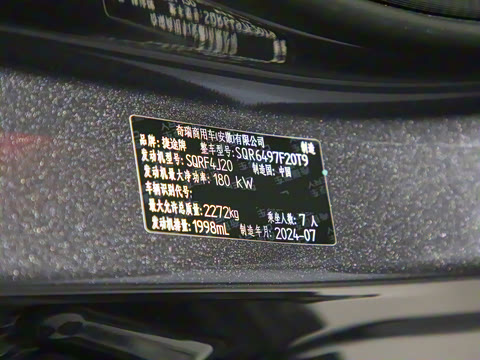 奇瑞商用车(安徽)有限公司 制造
品牌: 捷途牌 整车型号: SQR6497F20T9
发动机型号: SQRF4J20 制造国: 中国
发动机最大净功率: 180 kW
车辆识别代号:
最大允许总质量: 2272kg 乘坐人数: 7 人
发动机排量: 1998mL 制造年月: 2024-07